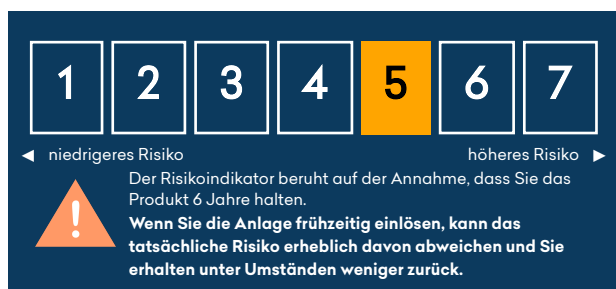 1 2 3 4 5 6 7
◄ niedrigeres Risiko höheres Risiko ►
Der Risikoindikator beruht auf der Annahme, dass Sie das
Produkt 6 Jahre halten.
Wenn Sie die Anlage frühzeitig einlösen, kann das
tatsächliche Risiko erheblich davon abweichen und Sie
erhalten unter Umständen weniger zurück.